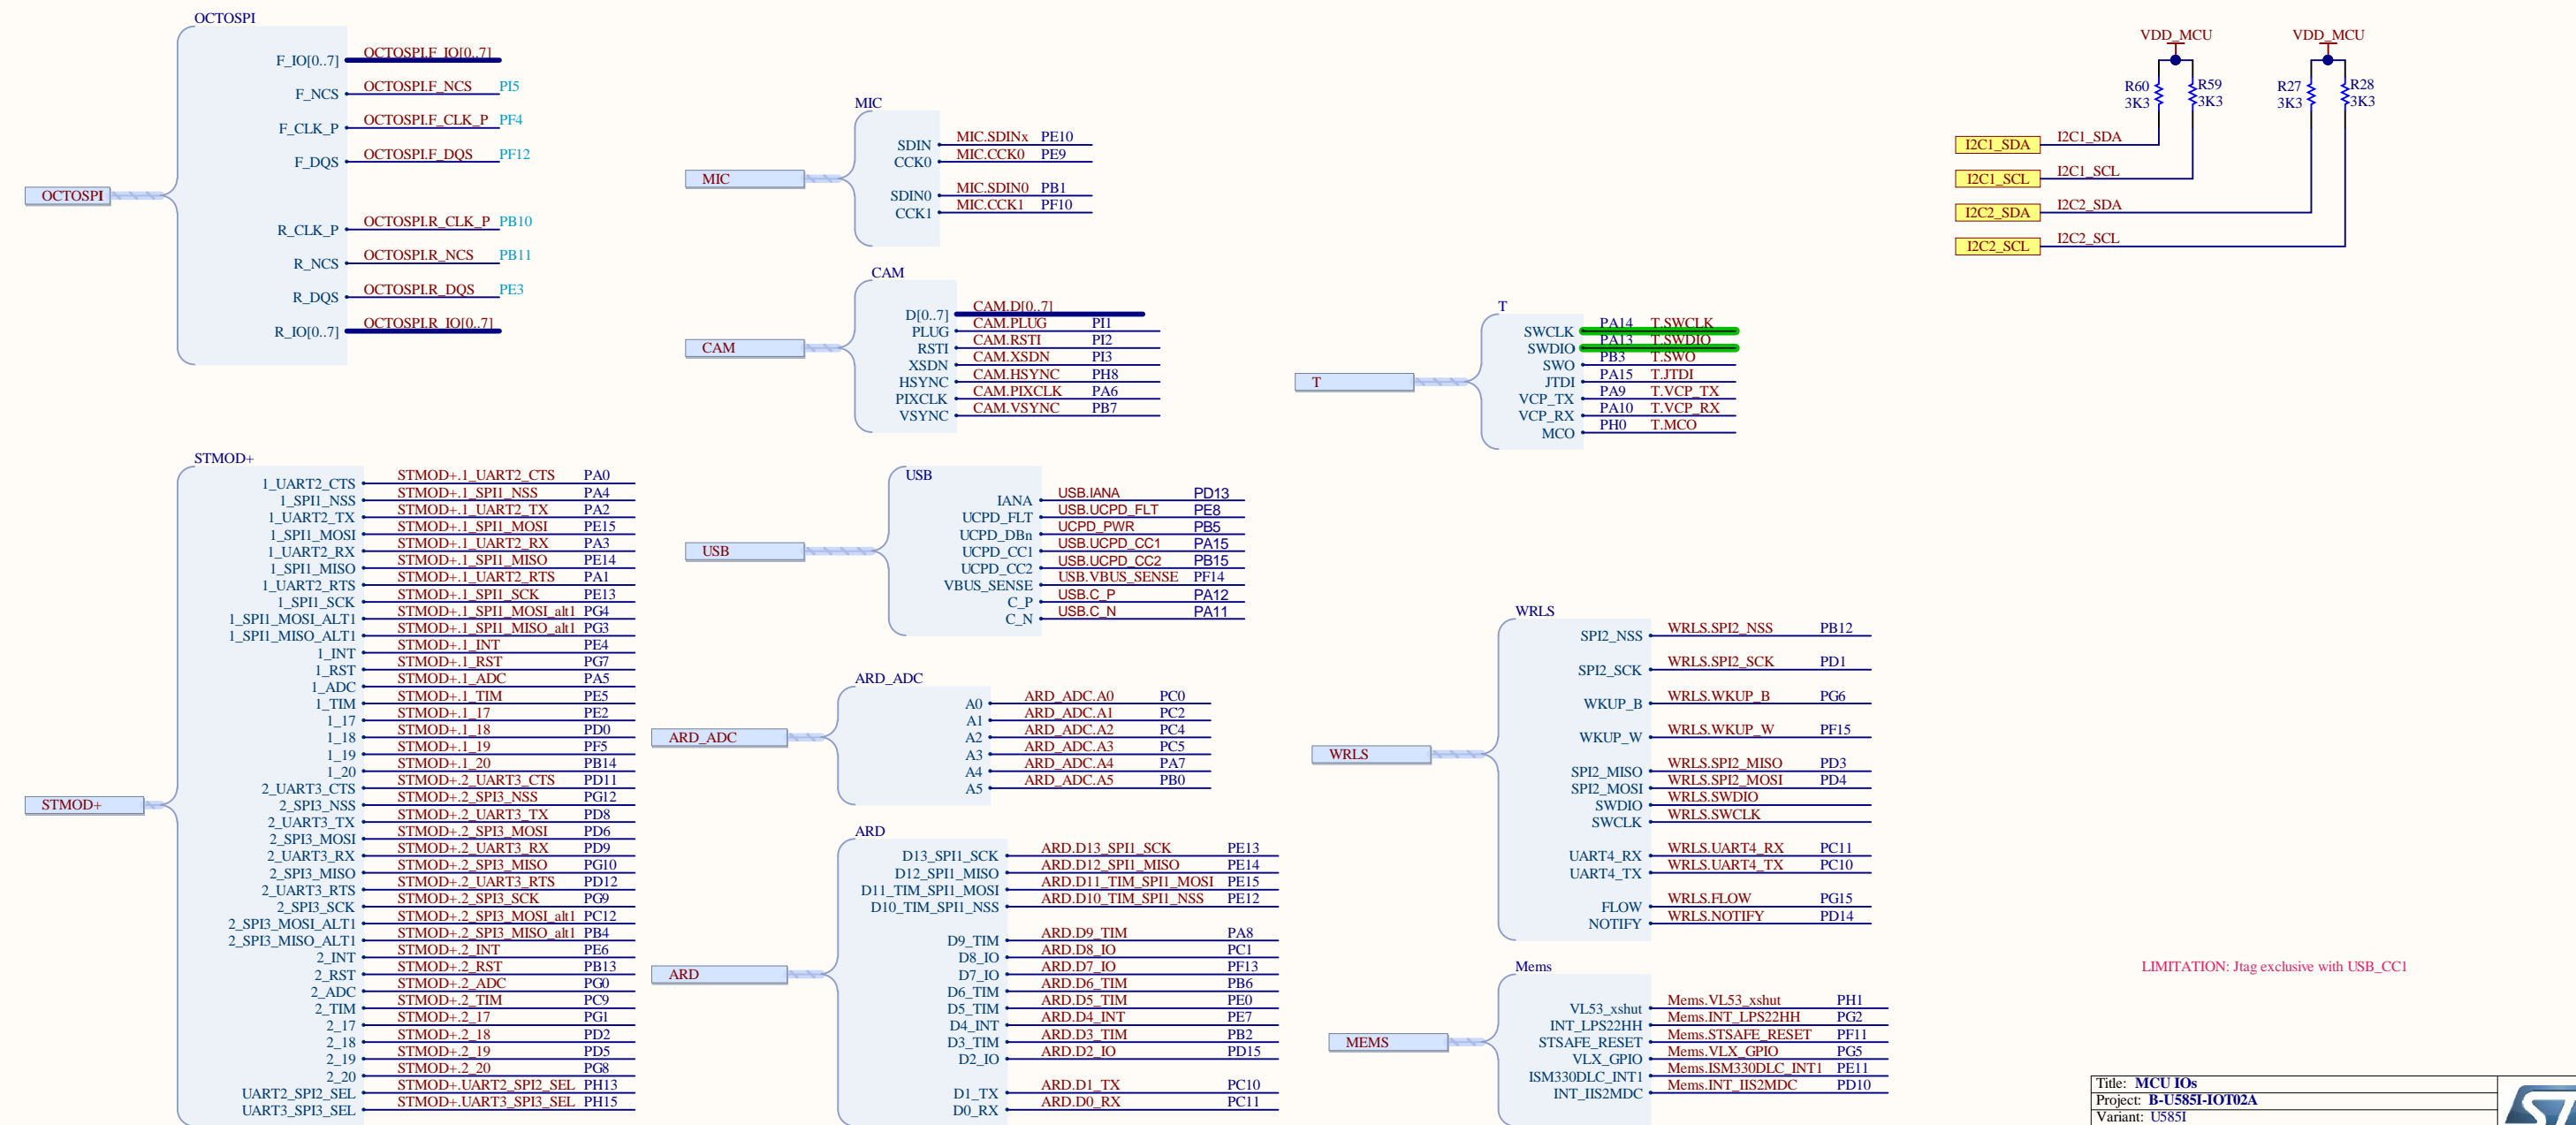 OCTOSPI
F_IO[0..7] OCTOSPI.F_IO[0..7]
F_NCS OCTOSPI.F_NCS PI5
F_CLK_P OCTOSPI.F_CLK_P PF4
F_DQS OCTOSPI.F_DQS PF12
OCTOSPI
R_CLK_P OCTOSPI.R_CLK_P PB10
R_NCS OCTOSPI.R_NCS PB11
R_DQS OCTOSPI.R_DQS PE3
R_IO[0..7] OCTOSPI.R_IO[0..7]
MIC
SDIN MIC.SDINx PE10
CCK0 MIC.CCK0 PE9
MIC
SDIN0 MIC.SDIN0 PB1
CCK1 MIC.CCK1 PF10
CAM
D[0..7] CAM.D[0..7]
PLUG CAM.PLUG PI1
RSTI CAM.RSTI PI2
CAM
XSDN CAM.XSDN PI3
HSYNC CAM.HSYNC PH8
PIXCLK CAM.PIXCLK PA6
VSYNC CAM.VSYNC PB7
VDD_MCU VDD_MCU
R60 R59 R27 R28
3K3 3K3 3K3 3K3
I2C1_SDA I2C1_SDA
I2C1_SCL I2C1_SCL
I2C2_SDA I2C2_SDA
I2C2_SCL I2C2_SCL
T
SWCLK PA14 T.SWCLK
SWDIO PA13 T.SWDIO
SWO PB3 T.SWO
T
JTDI PA15 T.JTDI
VCP_TX PA9 T.VCP_TX
VCP_RX PA10 T.VCP_RX
MCO PH0 T.MCO
STMOD+
1_UART2_CTS STMOD+.1_UART2_CTS PA0
1_SPI1_NSS STMOD+.1_SPI1_NSS PA4
1_UART2_TX STMOD+.1_UART2_TX PA2
1_SPI1_MOSI STMOD+.1_SPI1_MOSI PE15
1_UART2_RX STMOD+.1_UART2_RX PA3
1_SPI1_MISO STMOD+.1_SPI1_MISO PE14
1_UART2_RTS STMOD+.1_UART2_RTS PA1
1_SPI1_SCK STMOD+.1_SPI1_SCK PE13
1_SPI1_MOSI_ALT1 STMOD+.1_SPI1_MOSI_alt1 PG4
1_SPI1_MISO_ALT1 STMOD+.1_SPI1_MISO_alt1 PG3
1_INT STMOD+.1_INT PE4
1_RST STMOD+.1_RST PG7
1_ADC STMOD+.1_ADC PA5
1_TIM STMOD+.1_TIM PE5
1_17 STMOD+.1_17 PE2
1_18 STMOD+.1_18 PD0
1_19 STMOD+.1_19 PF5
1_20 STMOD+.1_20 PB14
2_UART3_CTS STMOD+.2_UART3_CTS PD11
STMOD+
2_SPI3_NSS STMOD+.2_SPI3_NSS PG12
2_UART3_TX STMOD+.2_UART3_TX PD8
2_SPI3_MOSI STMOD+.2_SPI3_MOSI PD6
2_UART3_RX STMOD+.2_UART3_RX PD9
2_SPI3_MISO STMOD+.2_SPI3_MISO PG10
2_UART3_RTS STMOD+.2_UART3_RTS PD12
2_SPI3_SCK STMOD+.2_SPI3_SCK PG9
2_SPI3_MOSI_ALT1 STMOD+.2_SPI3_MOSI_alt1 PC12
2_SPI3_MISO_ALT1 STMOD+.2_SPI3_MISO_alt1 PB4
2_INT STMOD+.2_INT PE6
2_RST STMOD+.2_RST PB13
2_ADC STMOD+.2_ADC PG0
2_TIM STMOD+.2_TIM PC9
2_17 STMOD+.2_17 PG1
2_18 STMOD+.2_18 PD2
2_19 STMOD+.2_19 PD5
2_20 STMOD+.2_20 PG8
UART2_SPI2_SEL STMOD+.UART2_SPI2_SEL PH13
UART3_SPI3_SEL STMOD+.UART3_SPI3_SEL PH15
USB
IANA USB.IANA PD13
UCPD_FLT USB.UCPD_FLT PE8
UCPD_DBn UCPD_PWR PB5
USB
UCPD_CC1 USB.UCPD_CC1 PA15
UCPD_CC2 USB.UCPD_CC2 PB15
VBUS_SENSE USB.VBUS_SENSE PF14
C_P USB.C_P PA12
C_N USB.C_N PA11
ARD_ADC
A0 ARD_ADC.A0 PC0
A1 ARD_ADC.A1 PC2
ARD_ADC
A2 ARD_ADC.A2 PC4
A3 ARD_ADC.A3 PC5
A4 ARD_ADC.A4 PA7
A5 ARD_ADC.A5 PB0
ARD
D13_SPI1_SCK ARD.D13_SPI1_SCK PE13
D12_SPI1_MISO ARD.D12_SPI1_MISO PE14
D11_TIM_SPI1_MOSI ARD.D11_TIM_SPI1_MOSI PE15
D10_TIM_SPI1_NSS ARD.D10_TIM_SPI1_NSS PE12
D9_TIM ARD.D9_TIM PA8
D8_IO ARD.D8_IO PC1
ARD
D7_IO ARD.D7_IO PF13
D6_TIM ARD.D6_TIM PB6
D5_TIM ARD.D5_TIM PE0
D4_INT ARD.D4_INT PE7
D3_TIM ARD.D3_TIM PB2
D2_IO ARD.D2_IO PD15
D1_TX ARD.D1_TX PC10
D0_RX ARD.D0_RX PC11
WRLS
SPI2_NSS WRLS.SPI2_NSS PB12
SPI2_SCK WRLS.SPI2_SCK PD1
WKUP_B WRLS.WKUP_B PG6
WKUP_W WRLS.WKUP_W PF15
WRLS
SPI2_MISO WRLS.SPI2_MISO PD3
SPI2_MOSI WRLS.SPI2_MOSI PD4
SWDIO WRLS.SWDIO
SWCLK WRLS.SWCLK
UART4_RX WRLS.UART4_RX PC11
UART4_TX WRLS.UART4_TX PC10
FLOW WRLS.FLOW PG15
NOTIFY WRLS.NOTIFY PD14
Mems
VL53_xshut Mems.VL53_xshut PH1
INT_LPS22HH Mems.INT_LPS22HH PG2
MEMS
STSAFE_RESET Mems.STSAFE_RESET PF11
VLX_GPIO Mems.VLX_GPIO PG5
ISM330DLC_INT1 Mems.ISM330DLC_INT1 PE11
INT_IIS2MDC Mems.INT_IIS2MDC PD10
LIMITATION: Jtag exclusive with USB_CC1
Title: MCU IOs
Project: B-U585I-IOT02A
Variant: U585I